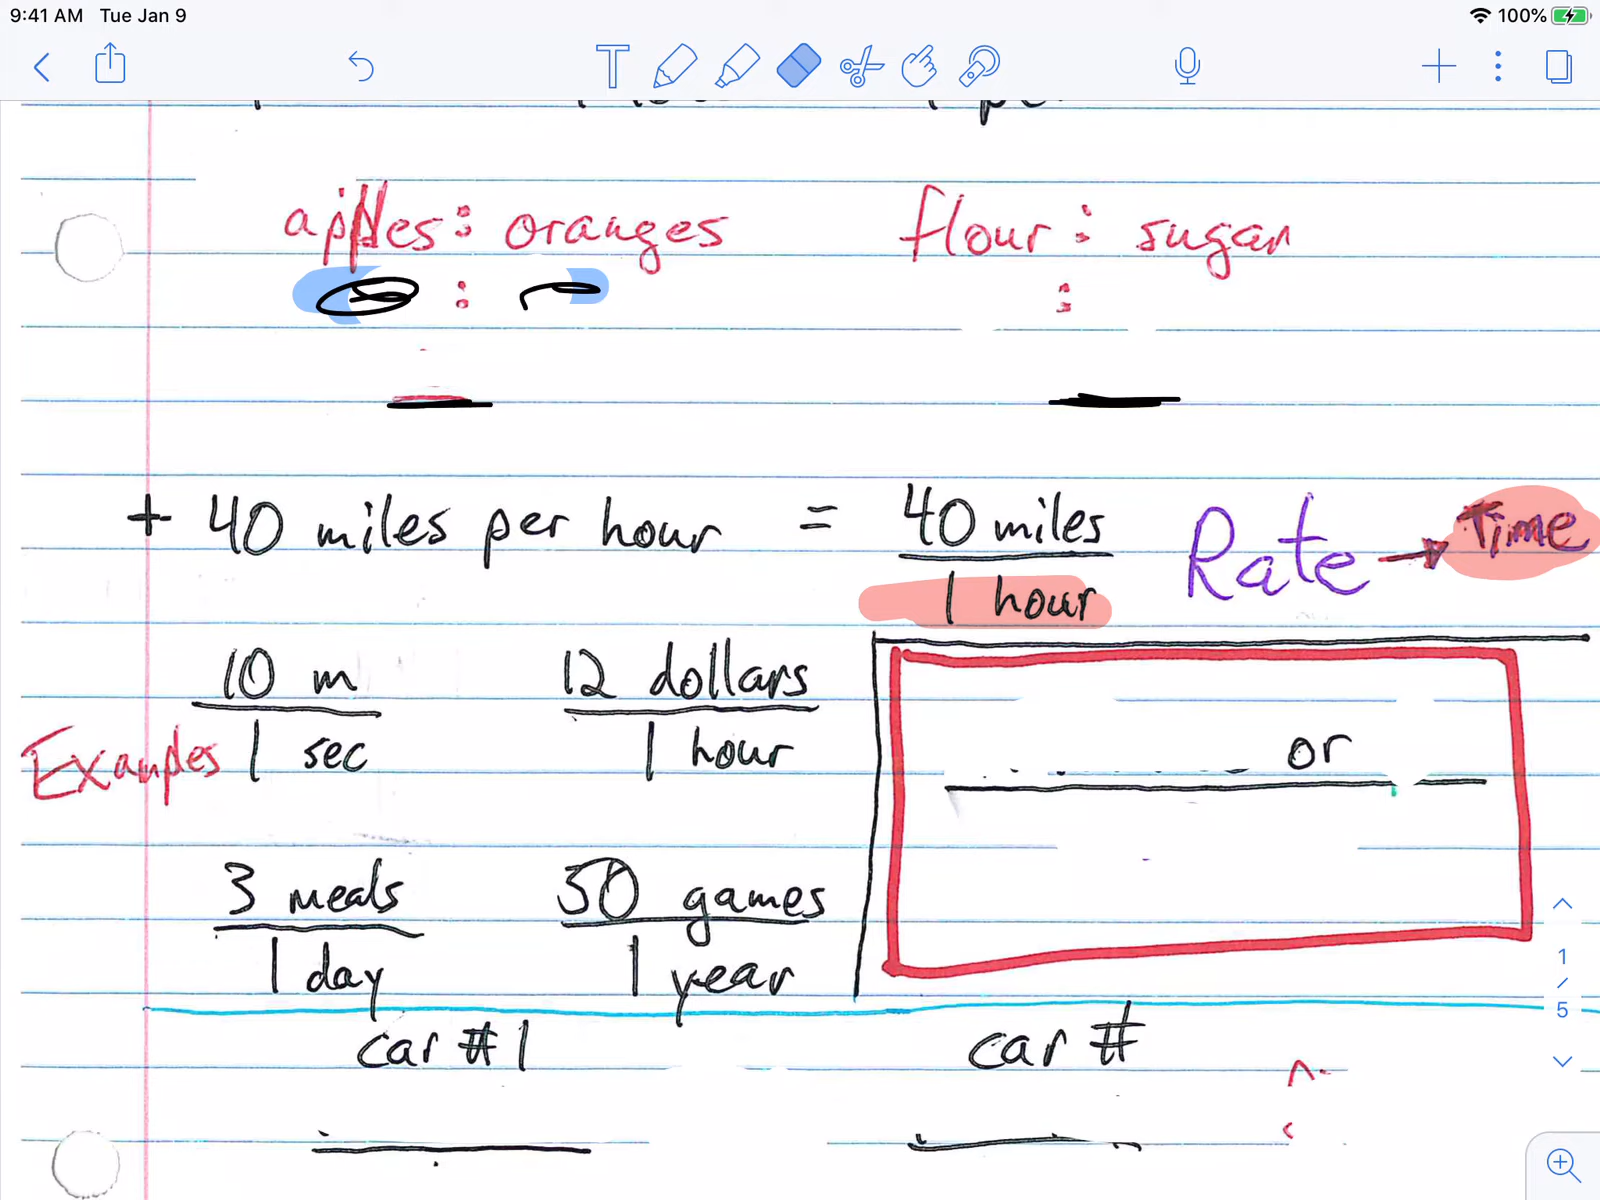 9:41 AM Tue Jan 9
100%
apples: oranges flour: sugar
: :
+ 40 miles per hour = 40 miles Rate → Time
1 hour
10 m 12 dollars
Examples 1 sec 1 hour
or
3 meals 50 games
1 day 1 year
1
/
5
car #1 car #